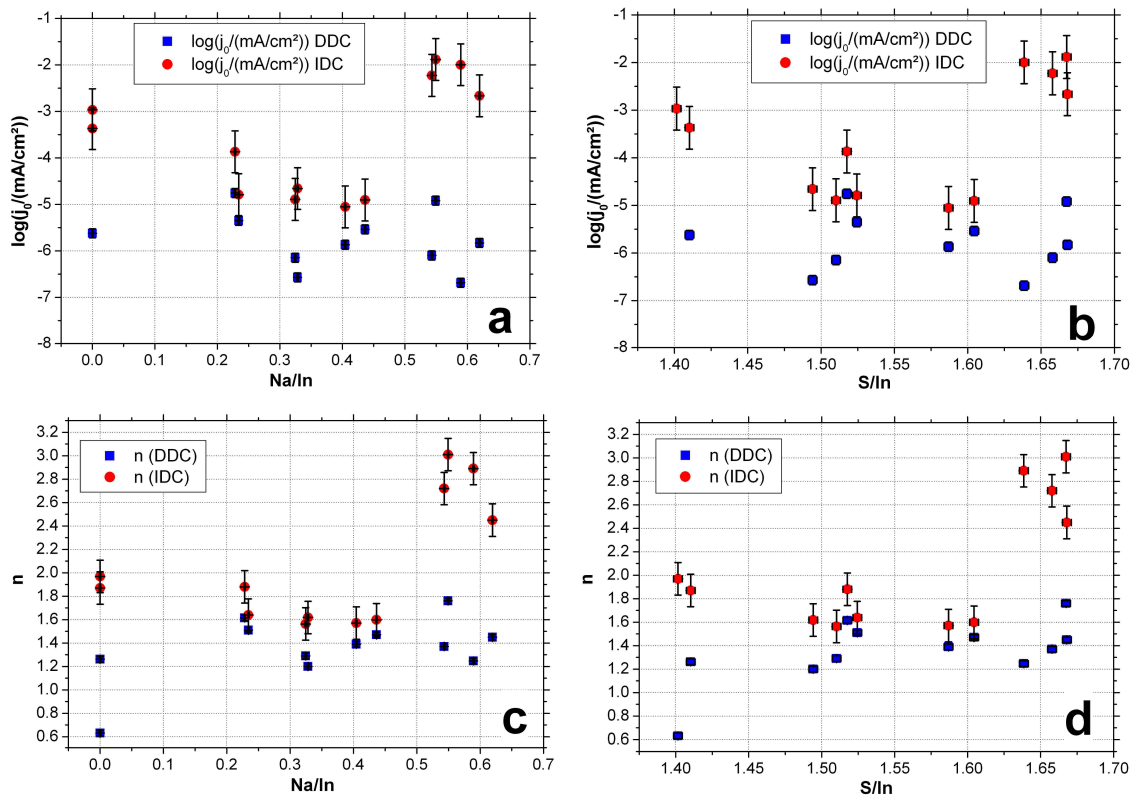 log(j₀/(mA/cm²)) DDC
log(j₀/(mA/cm²)) IDC
log(j₀/(mA/cm²))
-1
-2
-3
-4
-5
-6
-7
-8
0.0 0.1 0.2 0.3 0.4 0.5 0.6 0.7
Na/In
a
log(j₀/(mA/cm²)) DDC
log(j₀/(mA/cm²)) IDC
log(j₀/(mA/cm²))
-1
-2
-3
-4
-5
-6
-7
-8
1.40 1.45 1.50 1.55 1.60 1.65 1.70
S/In
b
n (DDC)
n (IDC)
n
3.2
3.0
2.8
2.6
2.4
2.2
2.0
1.8
1.6
1.4
1.2
1.0
0.8
0.6
0.0 0.1 0.2 0.3 0.4 0.5 0.6 0.7
Na/In
c
n (DDC)
n (IDC)
n
3.2
3.0
2.8
2.6
2.4
2.2
2.0
1.8
1.6
1.4
1.2
1.0
0.8
0.6
1.40 1.45 1.50 1.55 1.60 1.65 1.70
S/In
d